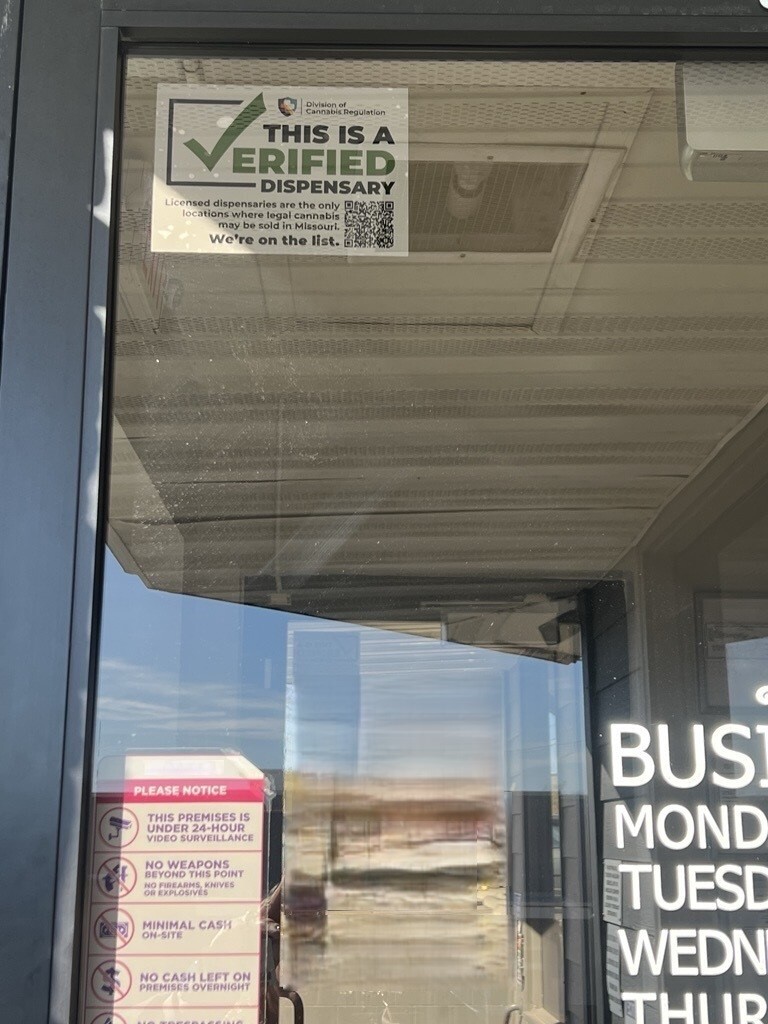 Division of
Cannabis Regulation
THIS IS A
VERIFIED
DISPENSARY
Licensed dispensaries are the only
locations where legal cannabis
may be sold in Missouri.
We're on the list.
PLEASE NOTICE
THIS PREMISES IS
UNDER 24-HOUR
VIDEO SURVEILLANCE
NO WEAPONS
BEYOND THIS POINT
NO FIREARMS, KNIVES
OR EXPLOSIVES
MINIMAL CASH
ON-SITE
NO CASH LEFT ON
PREMISES OVERNIGHT
NO TRESPASSING
BUSI
MOND
TUESD
WEDN
THUR